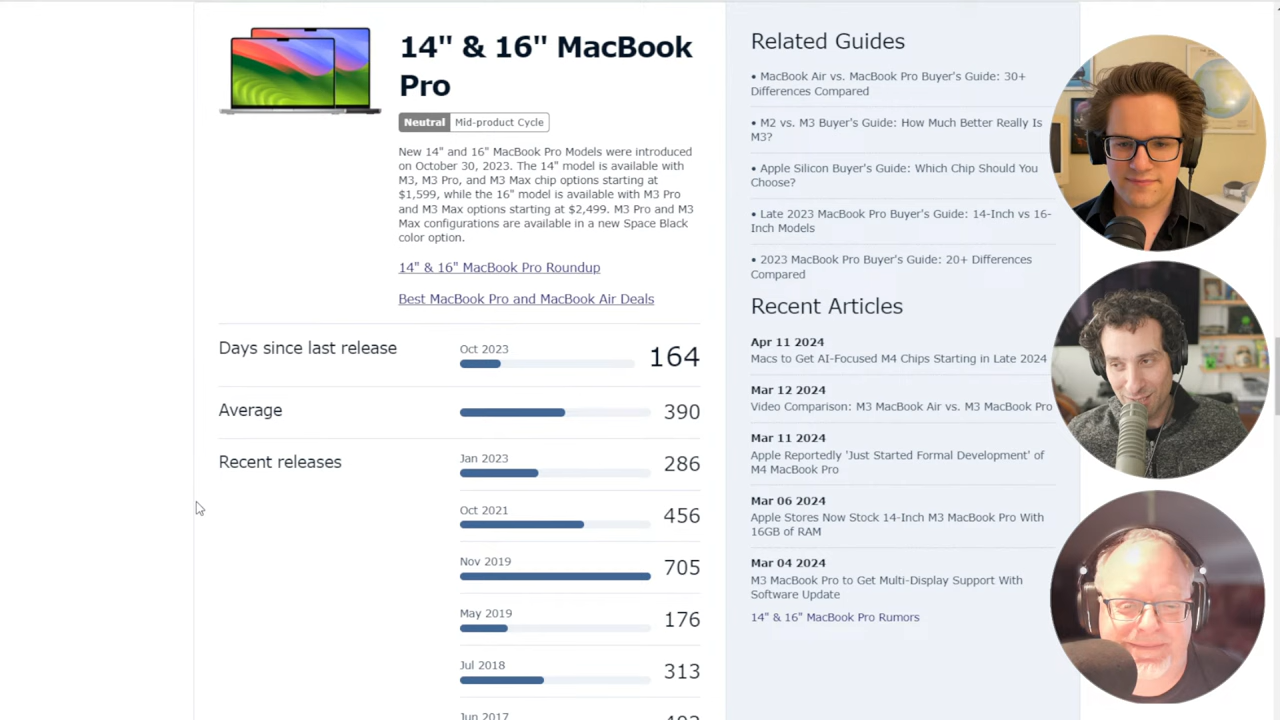 14" & 16" MacBook
Pro
Neutral Mid-product Cycle
New 14" and 16" MacBook Pro Models were introduced
on October 30, 2023. The 14" model is available with
M3, M3 Pro, and M3 Max chip options starting at
$1,599, while the 16" model is available with M3 Pro
and M3 Max options starting at $2,499. M3 Pro and M3
Max configurations are available in a new Space Black
color option.
14" & 16" MacBook Pro Roundup
Best MacBook Pro and MacBook Air Deals
Days since last release
Oct 2023
164
Average
390
Recent releases
Jan 2023
286
Oct 2021
456
Nov 2019
705
May 2019
176
Jul 2018
313
Jun 2017
Related Guides
• MacBook Air vs. MacBook Pro Buyer's Guide: 30+
Differences Compared
• M2 vs. M3 Buyer's Guide: How Much Better Really Is
M3?
• Apple Silicon Buyer's Guide: Which Chip Should You
Choose?
• Late 2023 MacBook Pro Buyer's Guide: 14-Inch vs 16-
Inch Models
• 2023 MacBook Pro Buyer's Guide: 20+ Differences
Compared
Recent Articles
Apr 11 2024
Macs to Get AI-Focused M4 Chips Starting in Late 2024
Mar 12 2024
Video Comparison: M3 MacBook Air vs. M3 MacBook Pro
Mar 11 2024
Apple Reportedly 'Just Started Formal Development' of
M4 MacBook Pro
Mar 06 2024
Apple Stores Now Stock 14-Inch M3 MacBook Pro With
16GB of RAM
Mar 04 2024
M3 MacBook Pro to Get Multi-Display Support With
Software Update
14" & 16" MacBook Pro Rumors